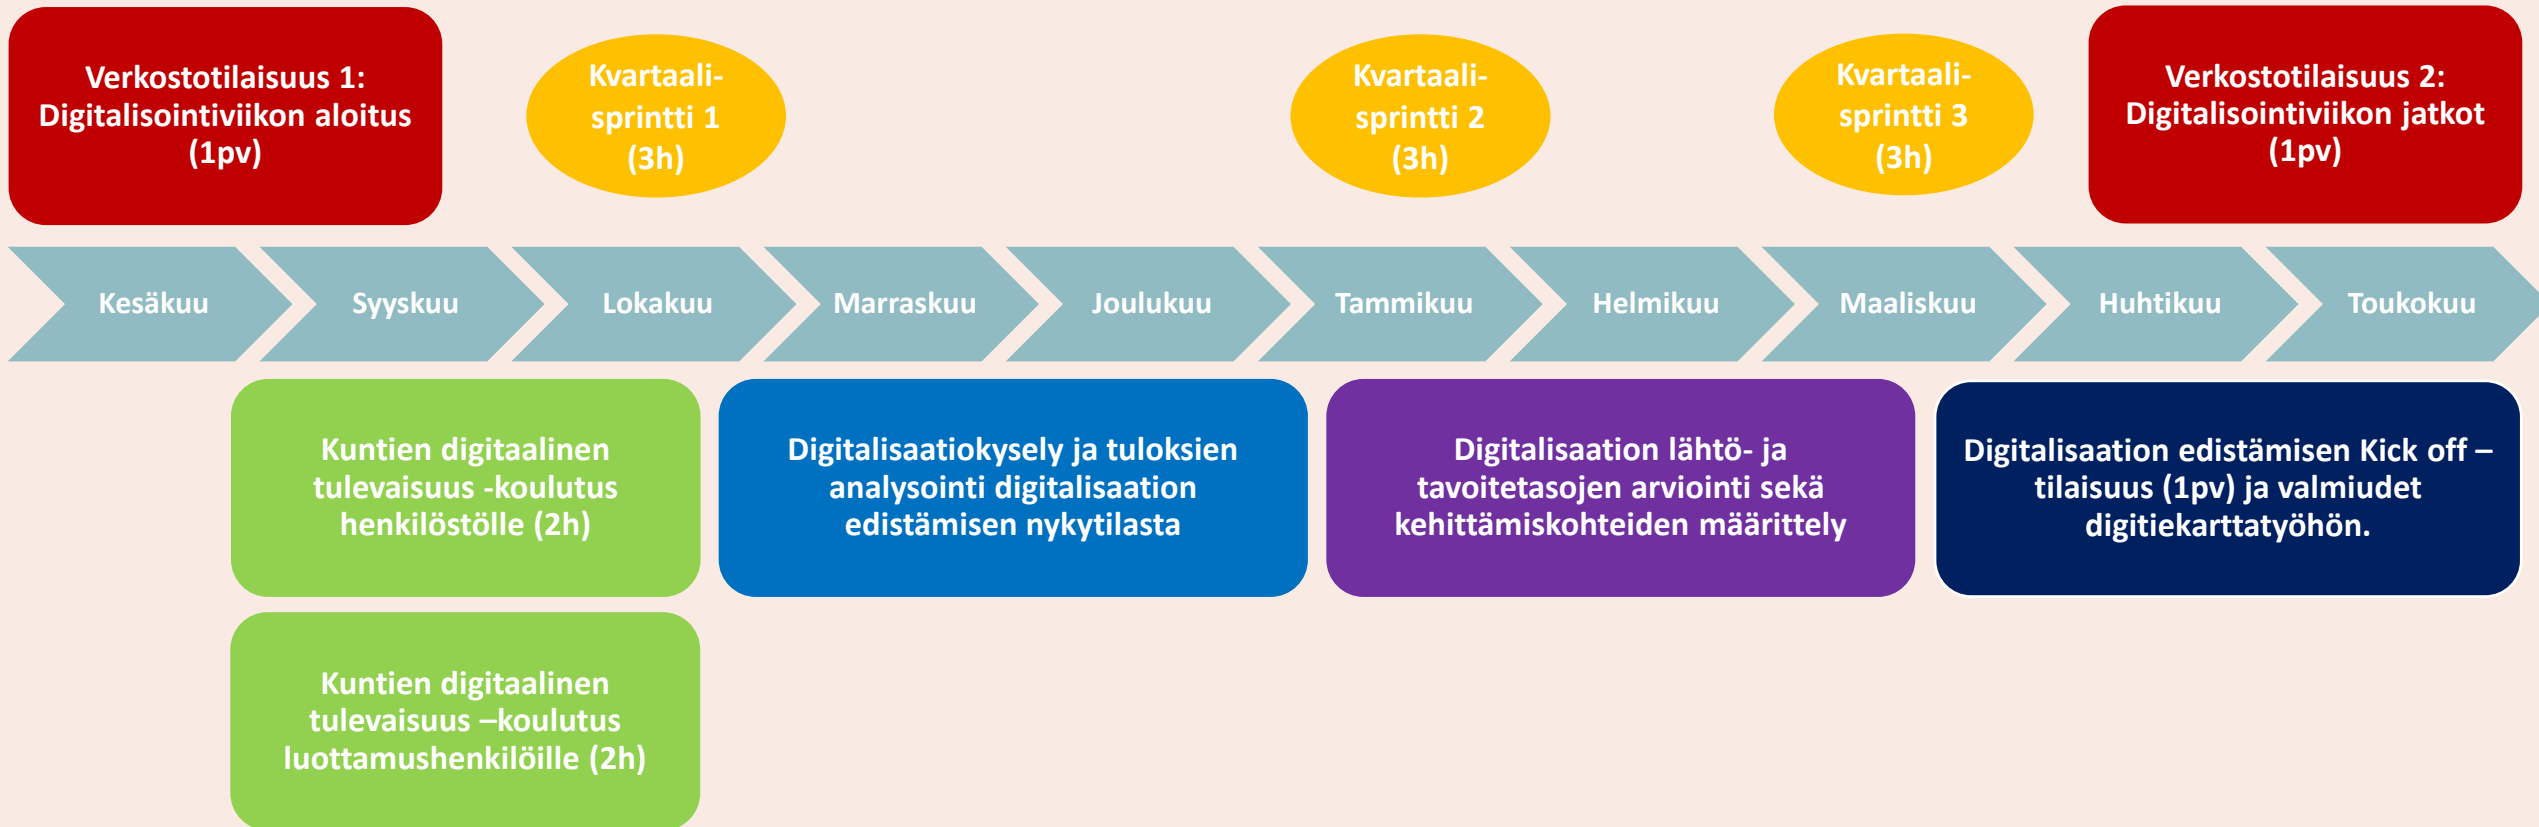 Verkostotilaisuus 1:
Digitalisointiviikon aloitus
(1pv)
Kvartaali-
sprintti 1
(3h)
Kvartaali-
sprintti 2
(3h)
Kvartaali-
sprintti 3
(3h)
Verkostotilaisuus 2:
Digitalisointiviikon jatkot
(1pv)
Kesäkuu
Syyskuu
Lokakuu
Marraskuu
Joulukuu
Tammikuu
Helmikuu
Maaliskuu
Huhtikuu
Toukokuu
Kuntien digitaalinen
tulevaisuus -koulutus
henkilöstölle (2h)
Digitalisaatiokysely ja tuloksien
analysointi digitalisaation
edistämisen nykytilasta
Digitalisaation lähtö- ja
tavoitetasojen arviointi sekä
kehittämiskohteiden määrittely
Digitalisaation edistämisen Kick off –
tilaisuus (1pv) ja valmiudet
digitiekarttatyöhön.
Kuntien digitaalinen
tulevaisuus –koulutus
luottamushenkilöille (2h)